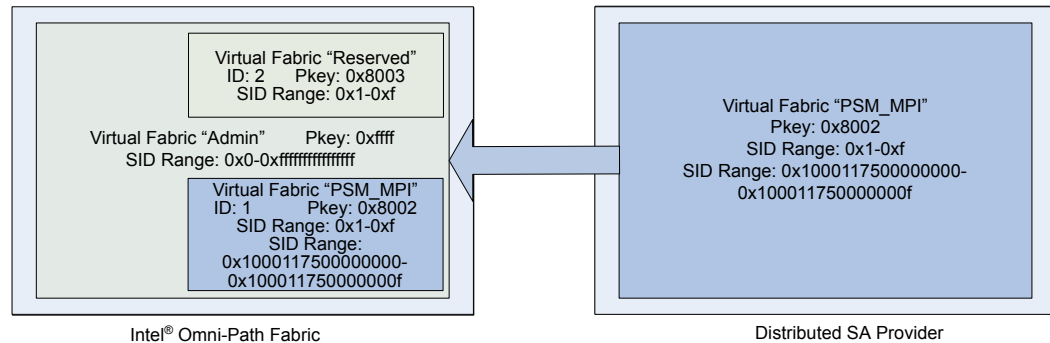 Virtual Fabric “Reserved”
ID: 2 Pkey: 0x8003
SID Range: 0x1-0xf
Virtual Fabric “Admin” Pkey: 0xffff
SID Range: 0x0-0xffffffffffffffff
Virtual Fabric “PSM_MPI”
ID: 1 Pkey: 0x8002
SID Range: 0x1-0xf
SID Range:
0x1000117500000000-
0x100011750000000f
Intel® Omni-Path Fabric
Virtual Fabric “PSM_MPI”
Pkey: 0x8002
SID Range: 0x1-0xf
SID Range: 0x1000117500000000-
0x100011750000000f
Distributed SA Provider